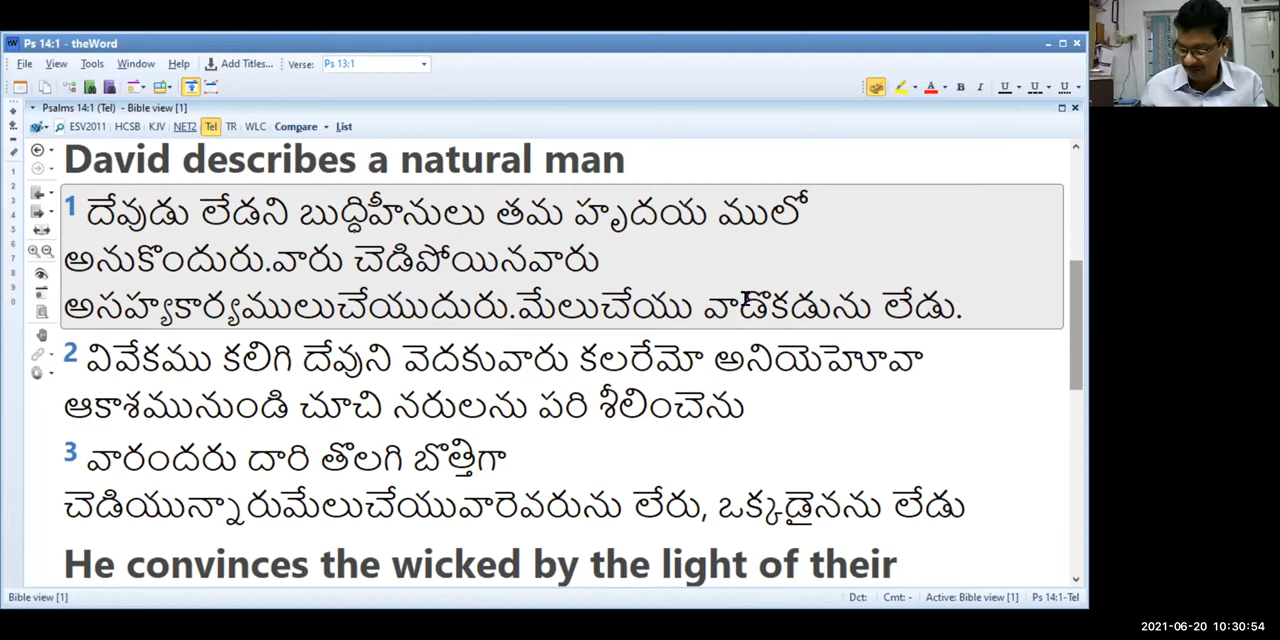 Ps 14:1 - theWord
File View Tools Window Help Add Titles... Verse: Ps 13:1
Psalms 14:1 (Tel) - Bible view [1]
ESV2011 HCSB KJV NET2 Tel TR WLC Compare List
David describes a natural man
1 దేవుడు లేడని బుద్ధిహీనులు తమ హృదయ ములో
అనుకొందురు.వారు చెడిపోయినవారు
అసహ్యకార్యములుచేయుదురు.మేలుచేయు వాడొకడును లేడు.
2 వివేకము కలిగి దేవుని వెదకువారు కలరేమో అనియెహోవా
ఆకాశమునుండి చూచి నరులను పరి శీలించెను
3 వారందరు దారి తొలగి బొత్తిగా
చెడియున్నారుమేలుచేయువారెవరును లేరు, ఒక్కడైనను లేడు
He convinces the wicked by the light of their
Bible view [1] Dct: Cmt: - Active: Bible view [1] Ps 14:1-Tel
2021-06-20 10:30:54